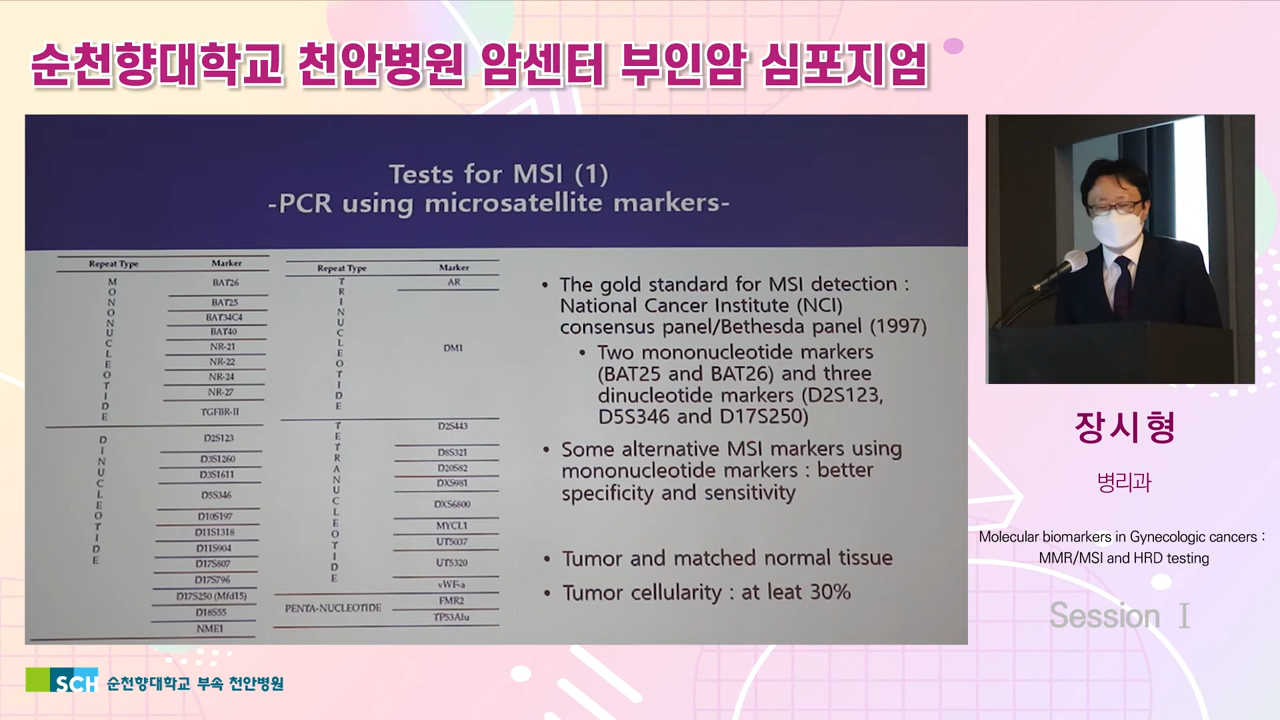 순천향대학교 천안병원 암센터 부인암 심포지엄
Tests for MSI (1)
-PCR using microsatellite markers-
Repeat Type Marker
MONONUCLEOTIDE
BAT26
BAT25
BAT34C4
BAT40
NR-21
NR-22
NR-24
NR-27
TGFBR-II
DINUCLEOTIDE
D2S123
D3S1260
D3S1611
D5S346
D10S197
D11S1318
D11S904
D17S807
D17S796
D17S250 (Mfd15)
D18S55
NME1
Repeat Type Marker
TRINUCLEOTIDE
AR
DM1
TETRANUCLEOTIDE
D2S443
D8S321
D20S82
DXS981
DXS6800
MYCL1
UT5037
UT5320
vWF-a
PENTA-NUCLEOTIDE
FMR2
TP53Alu
• The gold standard for MSI detection :
National Cancer Institute (NCI)
consensus panel/Bethesda panel (1997)
• Two mononucleotide markers
(BAT25 and BAT26) and three
dinucleotide markers (D2S123,
D5S346 and D17S250)
• Some alternative MSI markers using
mononucleotide markers : better
specificity and sensitivity
• Tumor and matched normal tissue
• Tumor cellularity : at leat 30%
장시형
병리과
Molecular biomarkers in Gynecologic cancers :
MMR/MSI and HRD testing
Session Ⅰ
SCH 순천향대학교 부속 천안병원